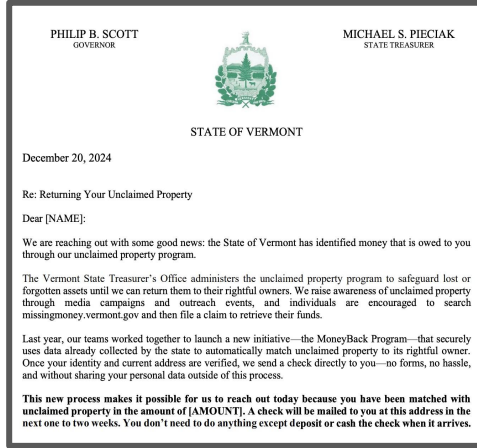 PHILIP B. SCOTT
GOVERNOR
MICHAEL S. PIECIAK
STATE TREASURER
STATE OF VERMONT
December 20, 2024
Re: Returning Your Unclaimed Property
Dear [NAME]:
We are reaching out with some good news: the State of Vermont has identified money that is owed to you
through our unclaimed property program.
The Vermont State Treasurer's Office administers the unclaimed property program to safeguard lost or
forgotten assets until we can return them to their rightful owners. We raise awareness of unclaimed property
through media campaigns and outreach events, and individuals are encouraged to search
missingmoney.vermont.gov and then file a claim to retrieve their funds.
Last year, our teams worked together to launch a new initiative—the MoneyBack Program—that securely
uses data already collected by the state to automatically match unclaimed property to its rightful owner.
Once your identity and current address are verified, we send a check directly to you—no forms, no hassle,
and without sharing your personal data outside of this process.
This new process makes it possible for us to reach out today because you have been matched with
unclaimed property in the amount of [AMOUNT]. A check will be mailed to you at this address in the
next one to two weeks. You don't need to do anything except deposit or cash the check when it arrives.